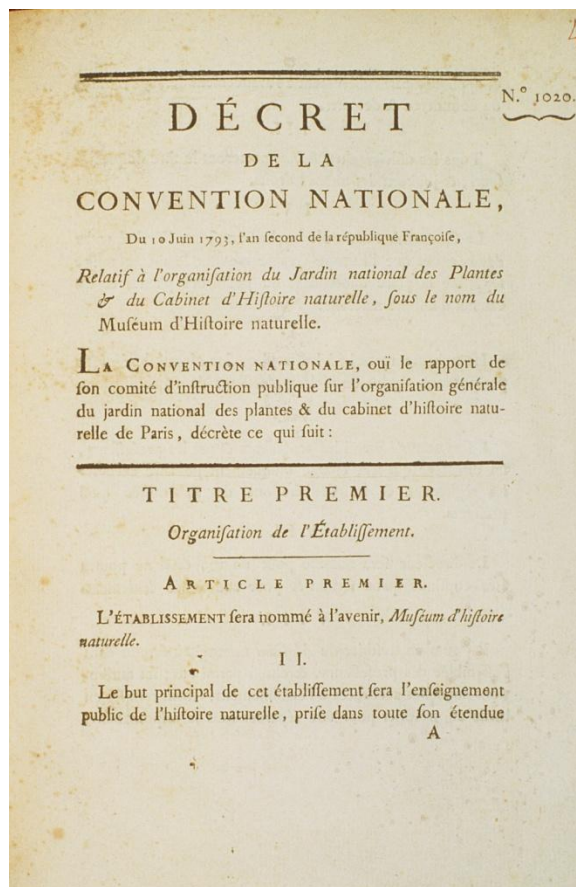 N.º 1020.
DÉCRET
DE LA
CONVENTION NATIONALE,
Du 10 Juin 1793, l'an ſecond de la république Françoiſe,
Relatif à l'organiſation du Jardin national des Plantes
& du Cabinet d'Hiſtoire naturelle, ſous le nom du
Muſéum d'Hiſtoire naturelle.
LA CONVENTION NATIONALE, ouï le rapport de
ſon comité d'inſtruction publique ſur l'organiſation générale
du jardin national des plantes & du cabinet d'hiſtoire natu-
relle de Paris, décrète ce qui ſuit :
TITRE PREMIER.
Organiſation de l'Établiſſement.
ARTICLE PREMIER.
L'ÉTABLISSEMENT ſera nommé à l'avenir, Muſéum d'hiſtoire
naturelle.
II.
Le but principal de cet établiſſement ſera l'enſeignement
public de l'hiſtoire naturelle, priſe dans toute ſon étendue
A